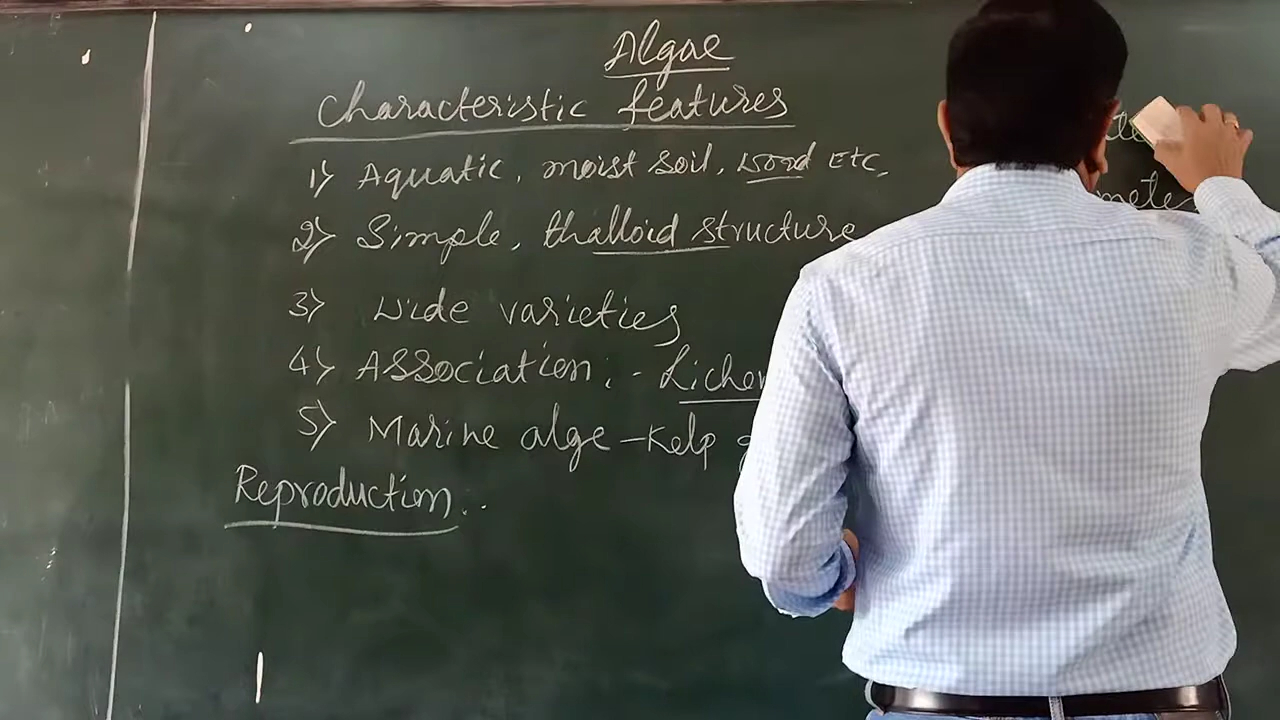 Algae
Characteristic features
1) Aquatic, moist soil, wood Etc,
2) Simple, thalloid structure
3) Wide varieties
4) Association :- Lichen
5) Marine alge - Kelp
Reproduction :